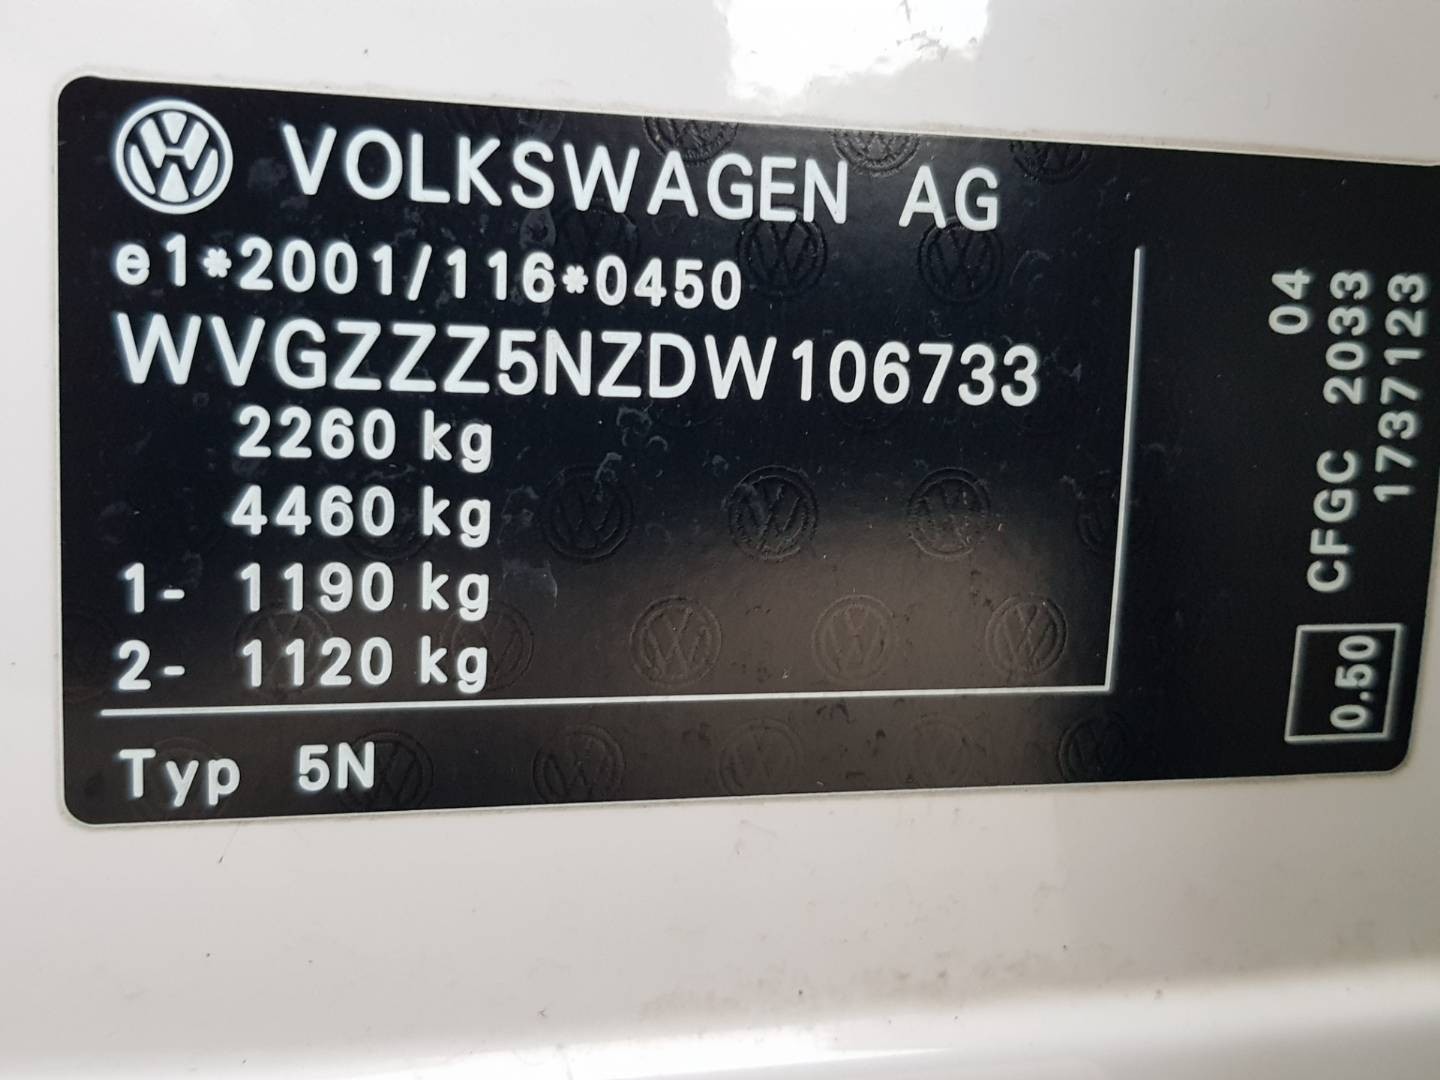 VOLKSWAGEN AG
e1*2001/116*0450
WVGZZZ5NZDW106733
2260 kg
4460 kg
1- 1190 kg
2- 1120 kg
Typ 5N
04
CFGC 2033
1737123
0.50